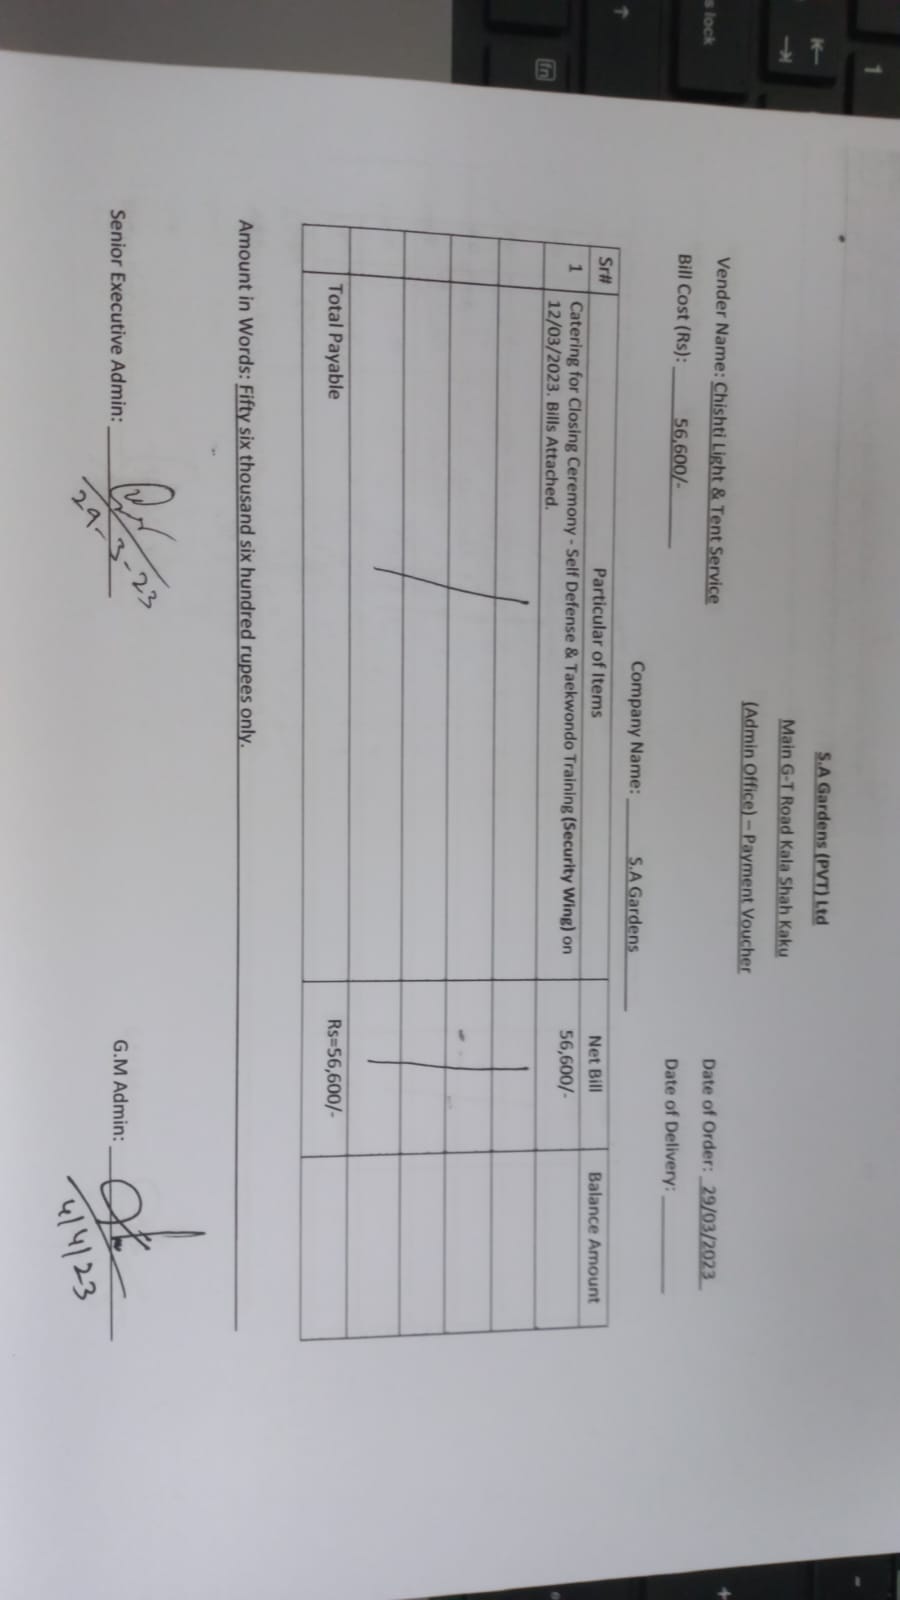 S.A Gardens (PVT) Ltd
Main G-T Road Kala Shah Kaku
(Admin Office) – Payment Voucher
Vender Name: Chishti Light & Tent Service
Date of Order: 29/03/2023
Bill Cost (Rs): 56,600/-
Date of Delivery:
Company Name: S.A Gardens
Sr# Particular of Items Net Bill Balance Amount
1 Catering for Closing Ceremony - Self Defense & Taekwondo Training (Security Wing) on 56,600/-
12/03/2023. Bills Attached.
Total Payable Rs=56,600/-
Amount in Words: Fifty six thousand six hundred rupees only.
Senior Executive Admin: G.M Admin:
29-3-23 4/4/23
s lock
fn
1